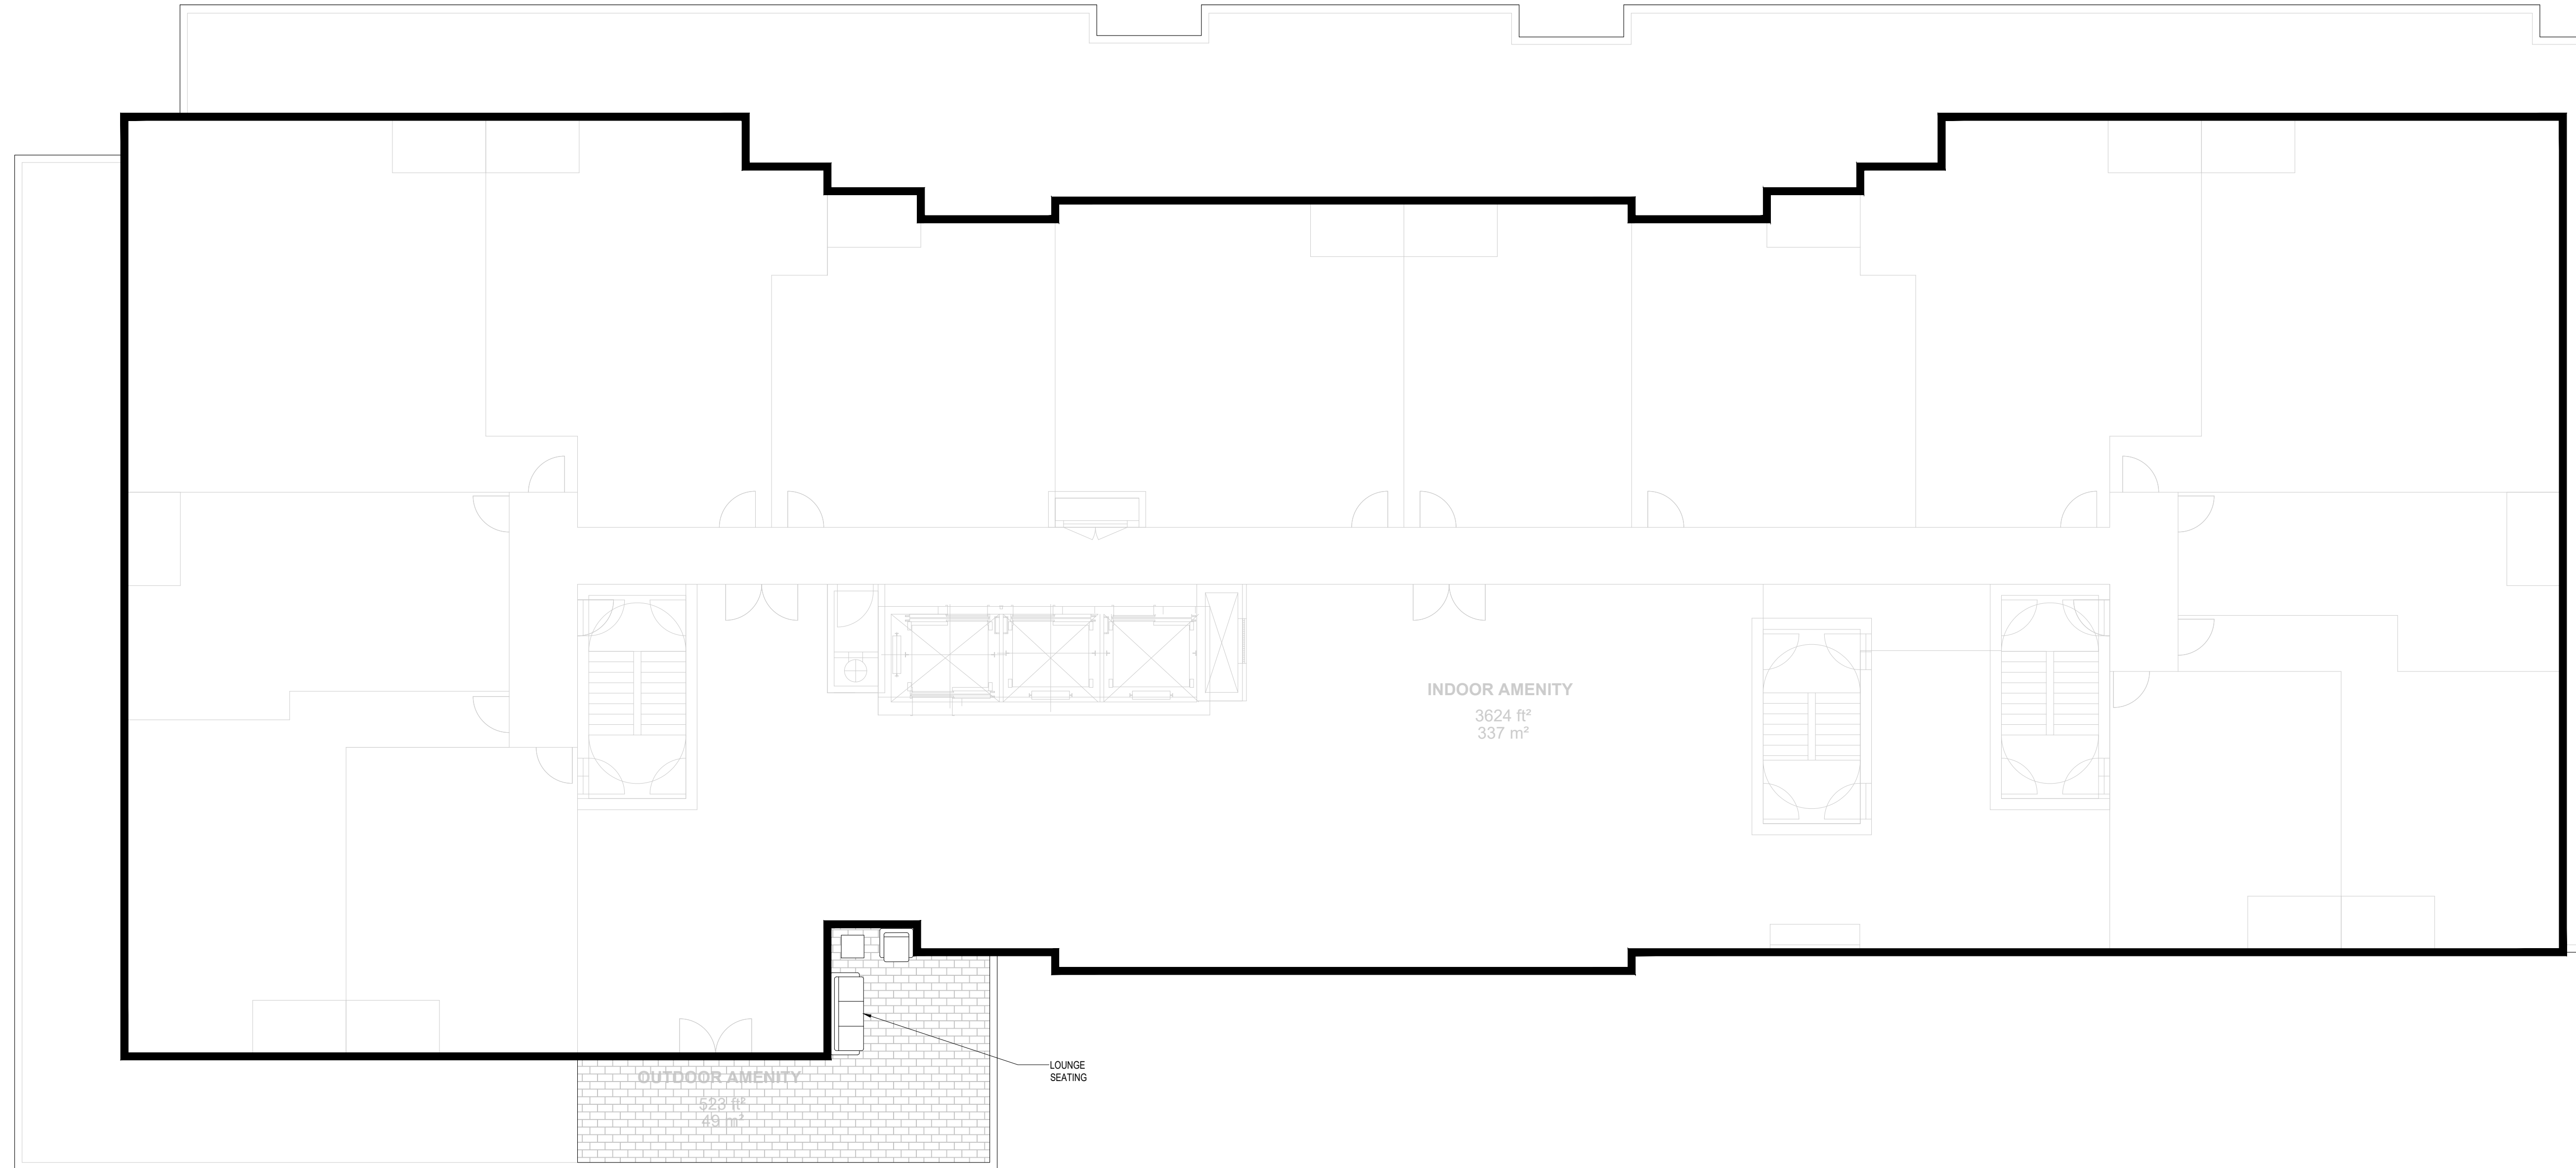 INDOOR AMENITY
3624 ft²
337 m²
LOUNGE
SEATING
OUTDOOR AMENITY
523 ft²
49 m²